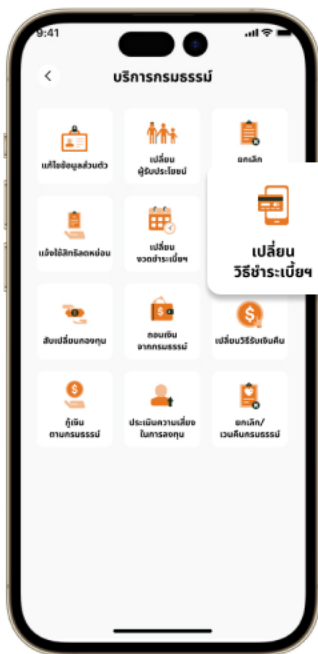 9:41
บริการกรมธรรม์
แก้ไขข้อมูลส่วนตัว
เปลี่ยน
ผู้รับประโยชน์
ยกเลิก
เปลี่ยน
วิธีชำระเบี้ยฯ
แจ้งใช้สิทธิลดหย่อน
เปลี่ยน
งวดชำระเบี้ยฯ
สับเปลี่ยนกองทุน
ถอนเงิน
จากกรมธรรม์
เปลี่ยนวิธีรับเงินคืน
กู้เงิน
ตามกรมธรรม์
ประเมินความเสี่ยง
ในการลงทุน
ยกเลิก/
เวนคืนกรมธรรม์